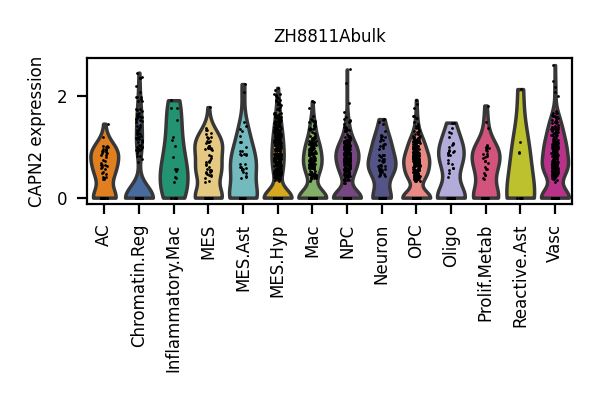 ZH8811Abulk
CAPN2 expression
2
0
AC
Chromatin.Reg
Inflammatory.Mac
MES
MES.Ast
MES.Hyp
Mac
NPC
Neuron
OPC
Oligo
Prolif.Metab
Reactive.Ast
Vasc